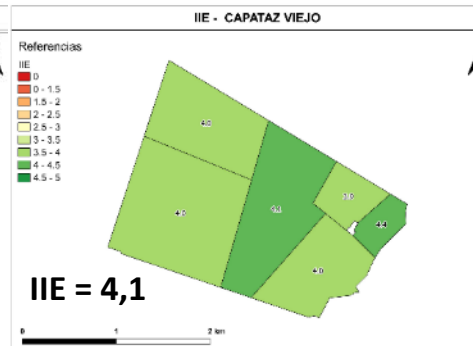 IIE - CAPATAZ VIEJO
Referencias
IIE
0
0 - 1.5
1.5 - 2
2 - 2.5
2.5 - 3
3 - 3.5
3.5 - 4
4 - 4.5
4.5 - 5
4.0
4.0
4.1
3.9
4.4
4.0
IIE = 4,1
0 1 2 km